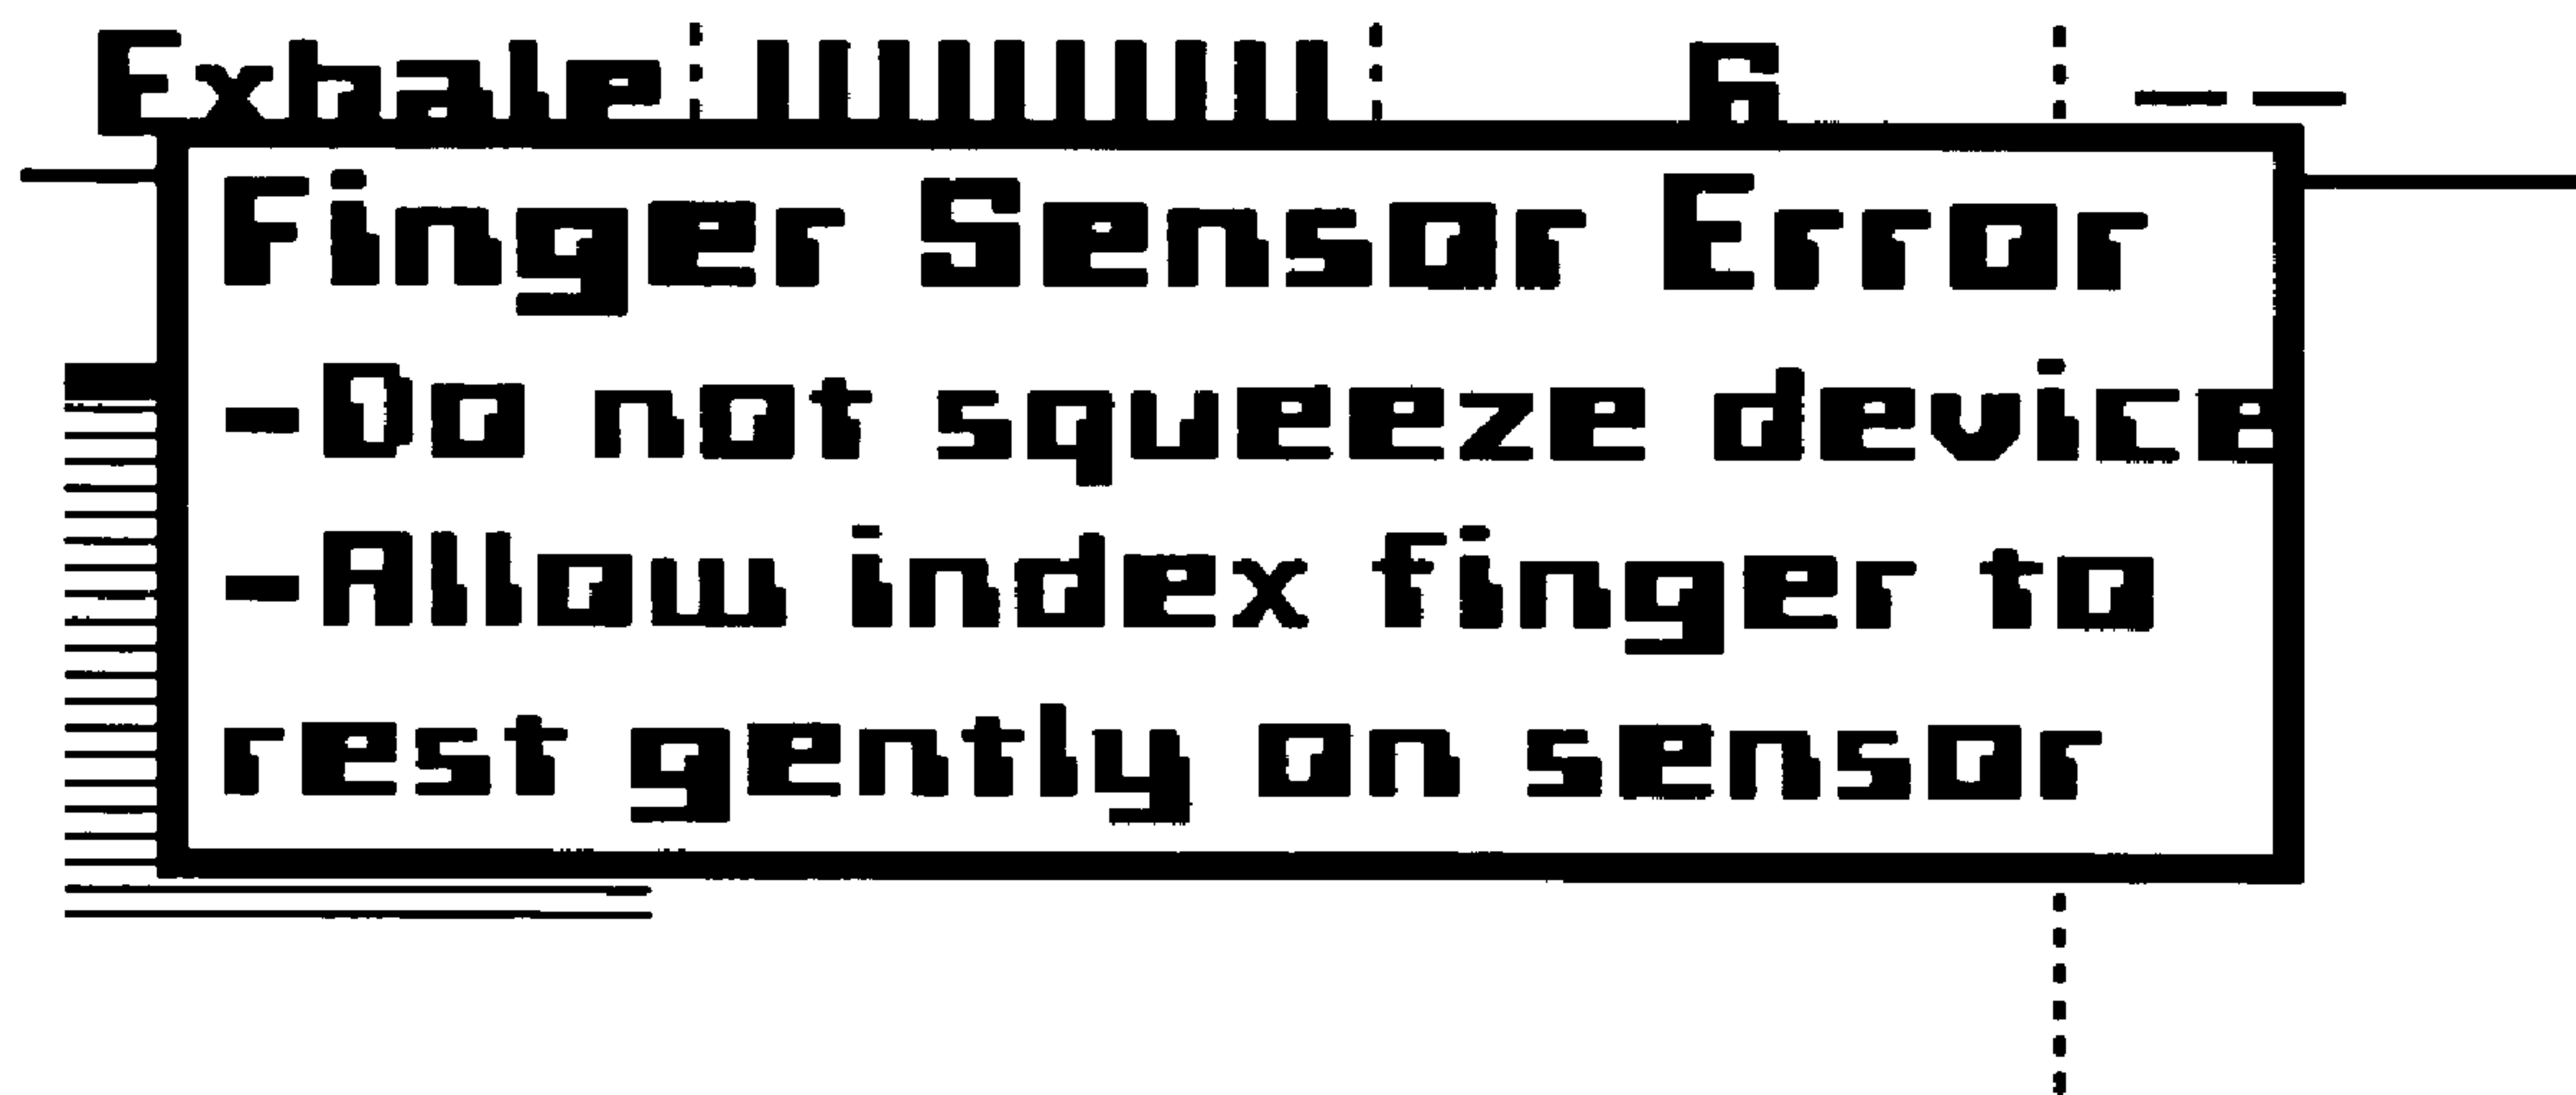 Exhale 6 --
Finger Sensor Error
-Do not squeeze device
-Allow index finger to
rest gently on sensor